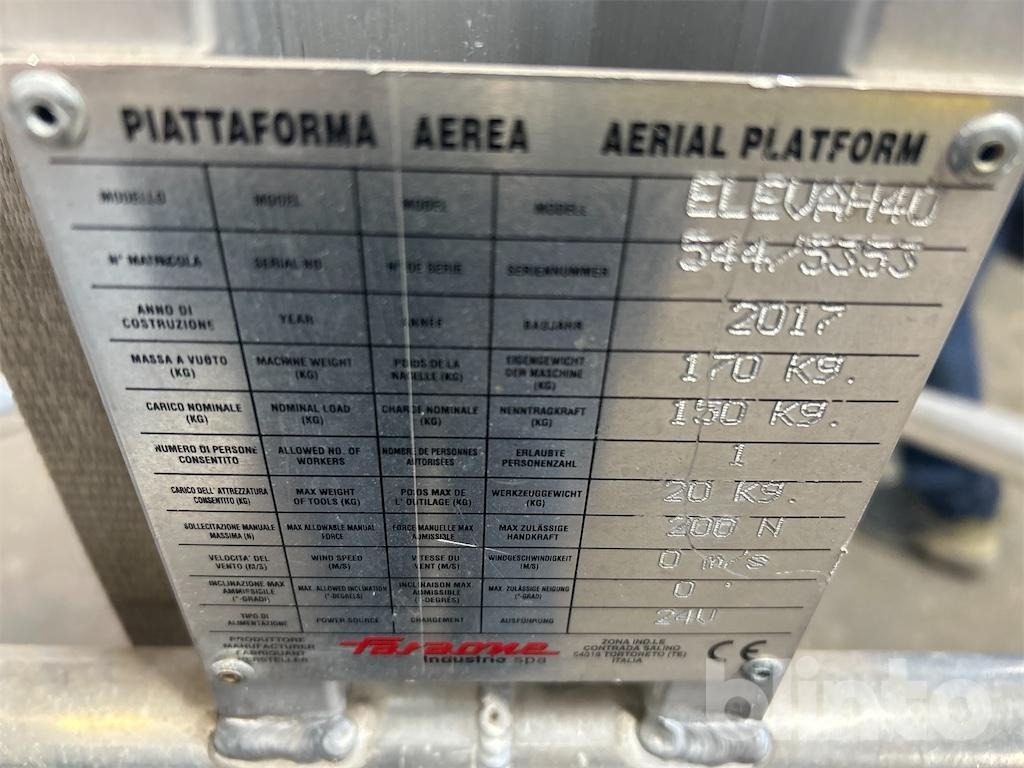 PIATTAFORMA AEREA AERIAL PLATFORM
MODELLO MODEL MODEL MODELL ELEVAH40
N° MATRICOLA SERIAL NO. N° DE SERIE SERIENNUMMER 544/5353
ANNO DI COSTRUZIONE YEAR ANNÉE BAUJAHR 2017
MASSA A VUOTO (KG) MACHINE WEIGHT (KG) POIDS DE LA NACELLE (KG) EIGENGEWICHT DER MASCHINE (KG) 170 Kg.
CARICO NOMINALE (KG) NOMINAL LOAD (KG) CHARGE NOMINALE (KG) NENNTRAGKRAFT (KG) 150 Kg.
NUMERO DI PERSONE CONSENTITO ALLOWED NO. OF WORKERS NOMBRE DE PERSONNES AUTORISÉES ERLAUBTE PERSONENZAHL 1
CARICO DELL' ATTREZZATURA CONSENTITO (KG) MAX WEIGHT OF TOOLS (KG) POIDS MAX DE L' OUTILAGE (KG) WERKZEUGGEWICHT (KG) 20 Kg.
SOLLECITAZIONE MANUALE MASSIMA (N) MAX ALLOWABLE MANUAL FORCE FORCE MANUELLE MAX ADMISSIBLE MAX ZULÄSSIGE HANDKRAFT 200 N
VELOCITA' DEL VENTO (M/S) WIND SPEED (M/S) VITESSE DU VENT (M/S) WINDGESCHWINDIGKEIT (M/S) 0 m/s
INCLINAZIONE MAX AMMISSIBILE (°-GRADI) MAX. ALLOWED INCLINATION (°-DEGREES) INCLINAISON MAX ADMISSIBLE (°-DEGRÉS) MAX. ZULÄSSIGE NEIGUNG (°-GRAD) 0 °
TIPO DI ALIMENTAZIONE POWER SOURCE CHARGEMENT AUSFÜHRUNG 24V
PRODUTTORE
MANUFACTURER
FABRIQUANT
HERSTELLER
Faraone
industrie spa
ZONA IND.LE
CONTRADA SALINO
64018 TORTORETO (TE)
ITALIA
CE
blinto